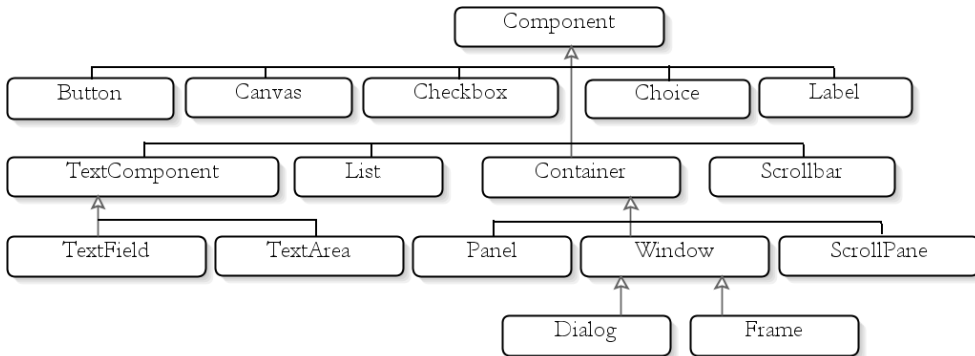 Component
Button Canvas Checkbox Choice Label
TextComponent List Container Scrollbar
TextField TextArea Panel Window ScrollPane
Dialog Frame